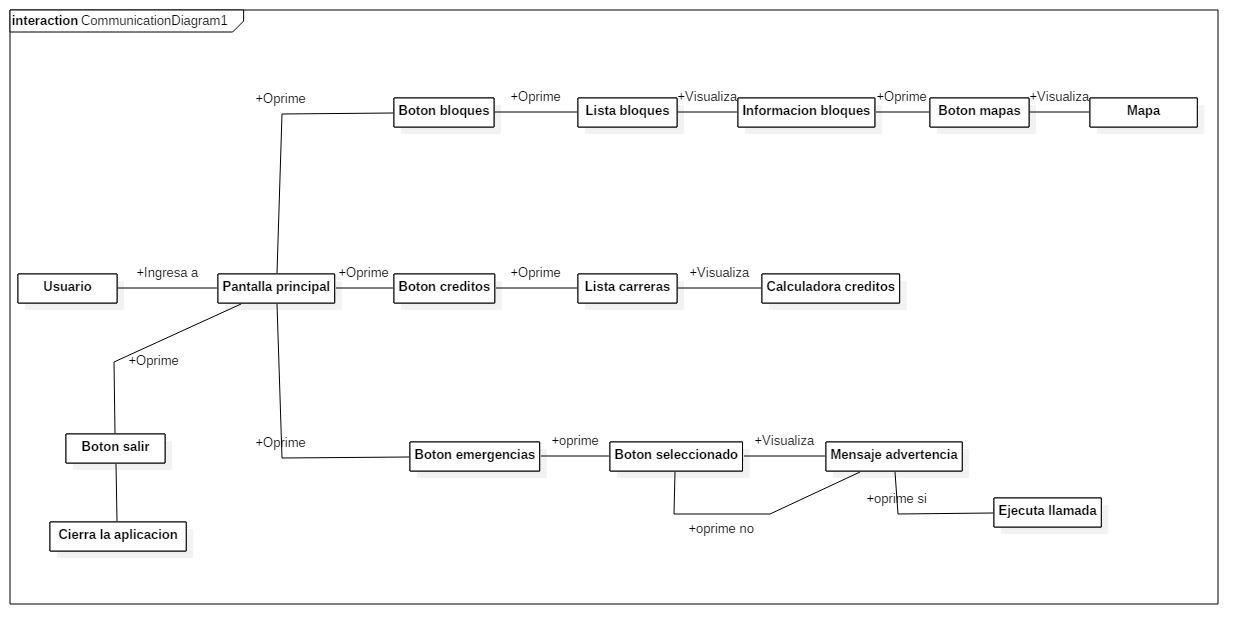 interaction CommunicationDiagram1
+Oprime
Boton bloques
+Oprime
Lista bloques
+Visualiza
Informacion bloques
+Oprime
Boton mapas
+Visualiza
Mapa
Usuario
+Ingresa a
Pantalla principal
+Oprime
Boton creditos
+Oprime
Lista carreras
+Visualiza
Calculadora creditos
+Oprime
Boton salir
Cierra la aplicacion
+Oprime
Boton emergencias
+oprime
Boton seleccionado
+Visualiza
Mensaje advertencia
+oprime no
+oprime si
Ejecuta llamada